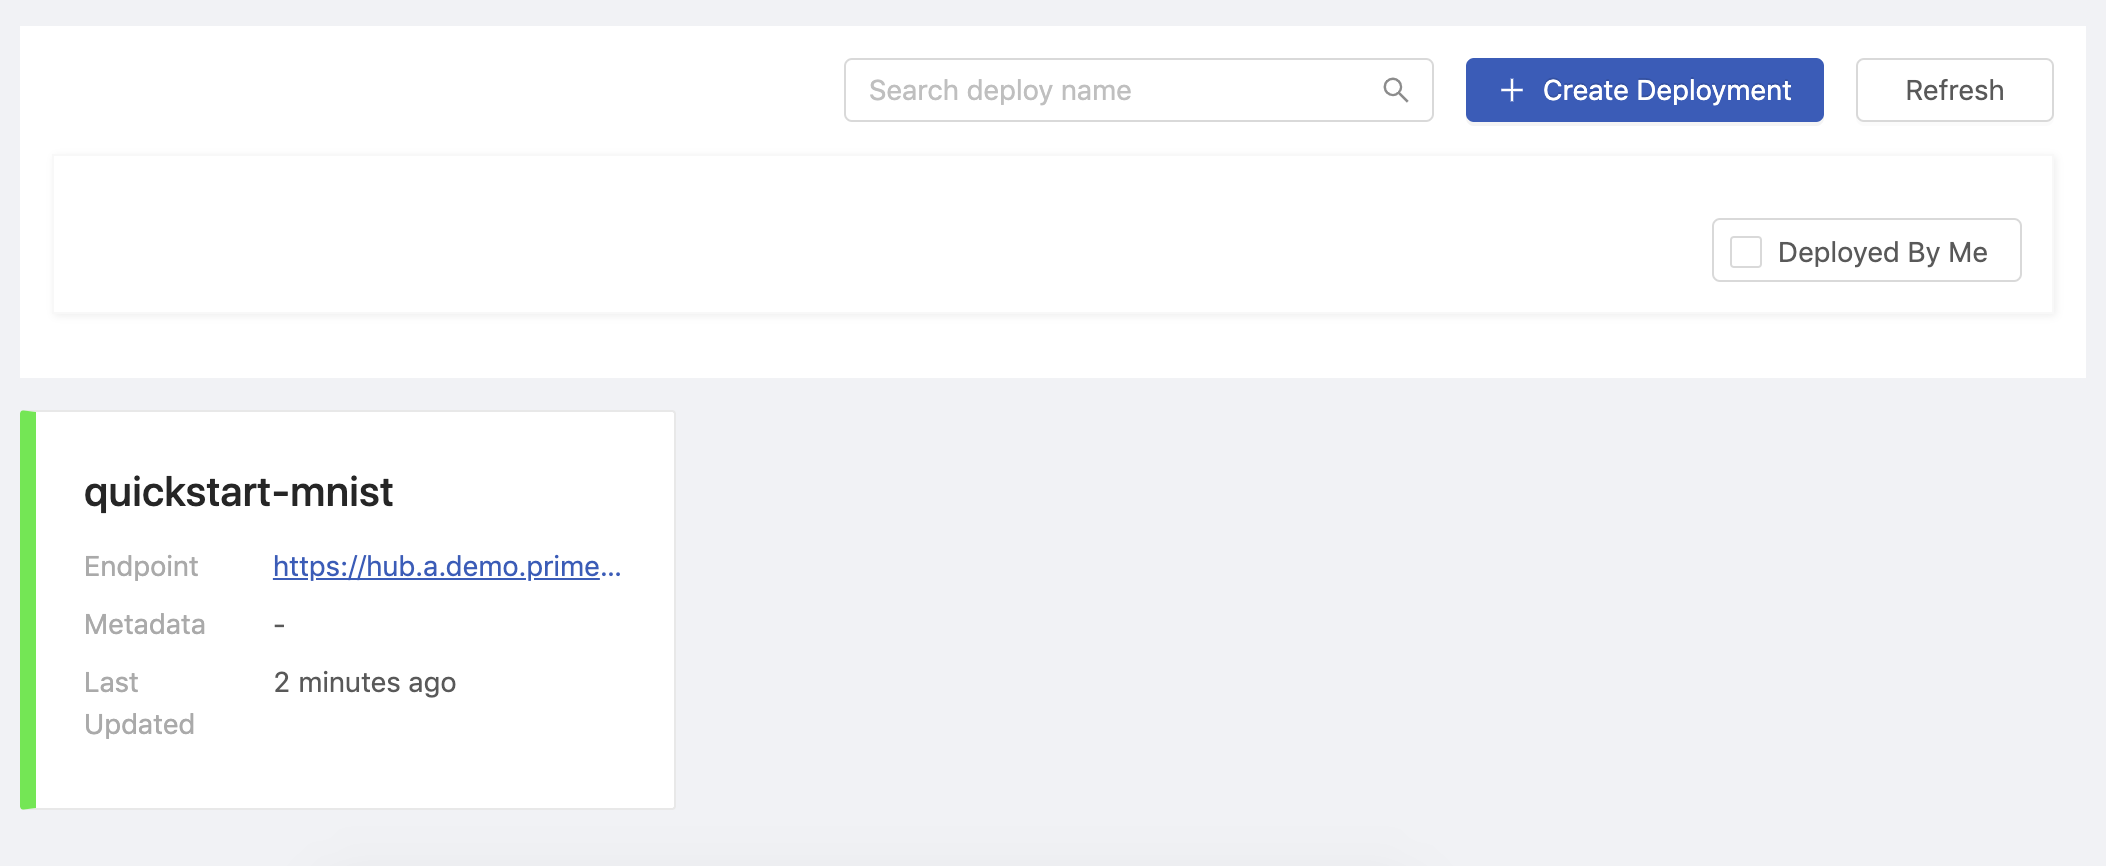 Search deploy name
+ Create Deployment
Refresh
Deployed By Me
quickstart-mnist
Endpoint https://hub.a.demo.prime...
Metadata -
Last Updated 2 minutes ago